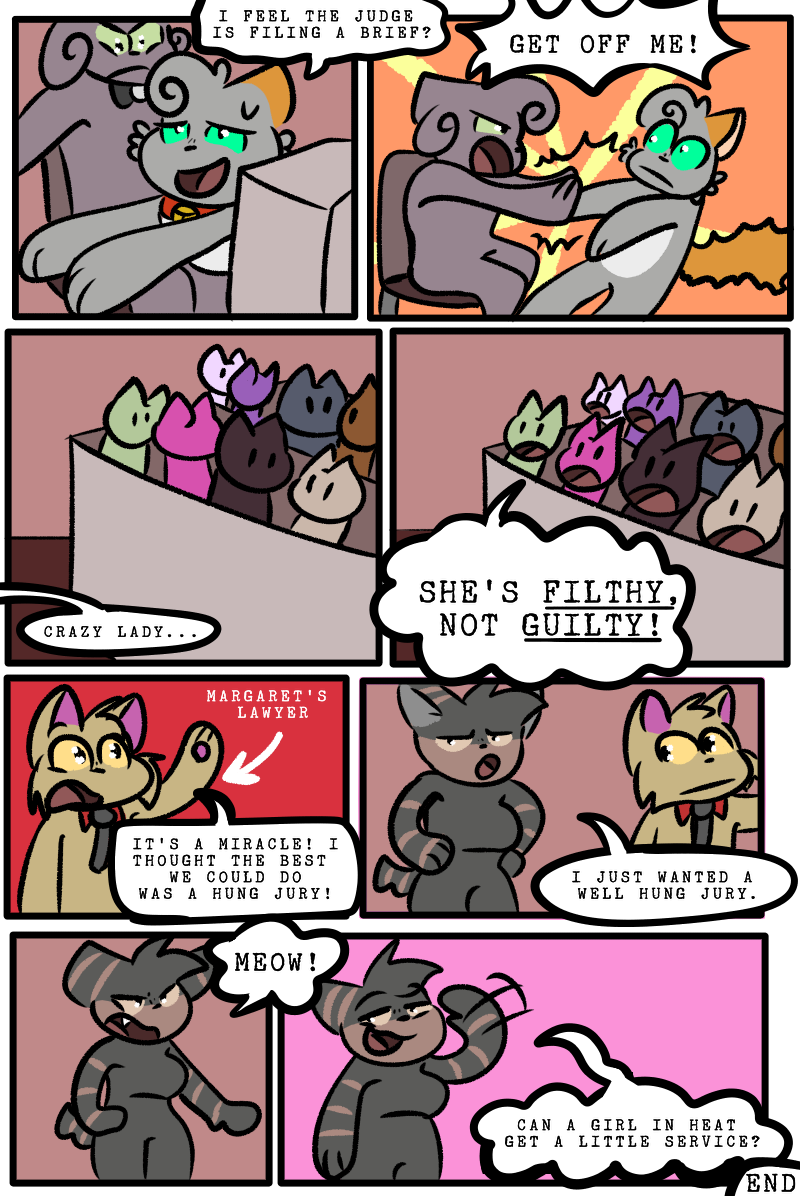 I FEEL THE JUDGE
IS FILING A BRIEF?
GET OFF ME!
CRAZY LADY...
SHE'S FILTHY,
NOT GUILTY!
MARGARET'S
LAWYER
IT'S A MIRACLE! I
THOUGHT THE BEST
WE COULD DO
WAS A HUNG JURY!
I JUST WANTED A
WELL HUNG JURY.
MEOW!
CAN A GIRL IN HEAT
GET A LITTLE SERVICE?
END